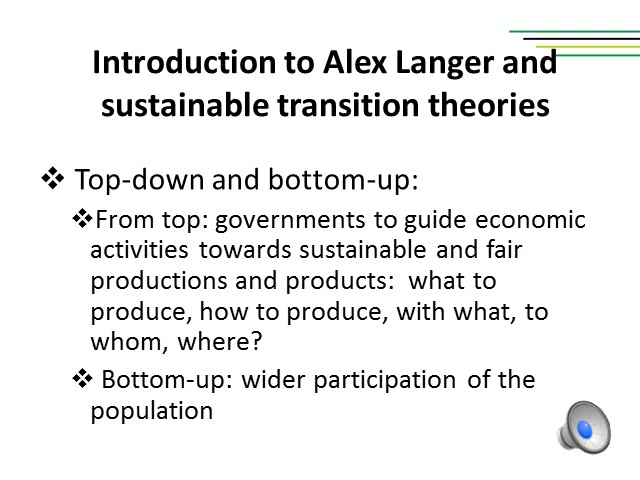 Introduction to Alex Langer and
sustainable transition theories
❖ Top-down and bottom-up:
❖From top: governments to guide economic
activities towards sustainable and fair
productions and products:  what to
produce, how to produce, with what, to
whom, where?
❖ Bottom-up: wider participation of the
population